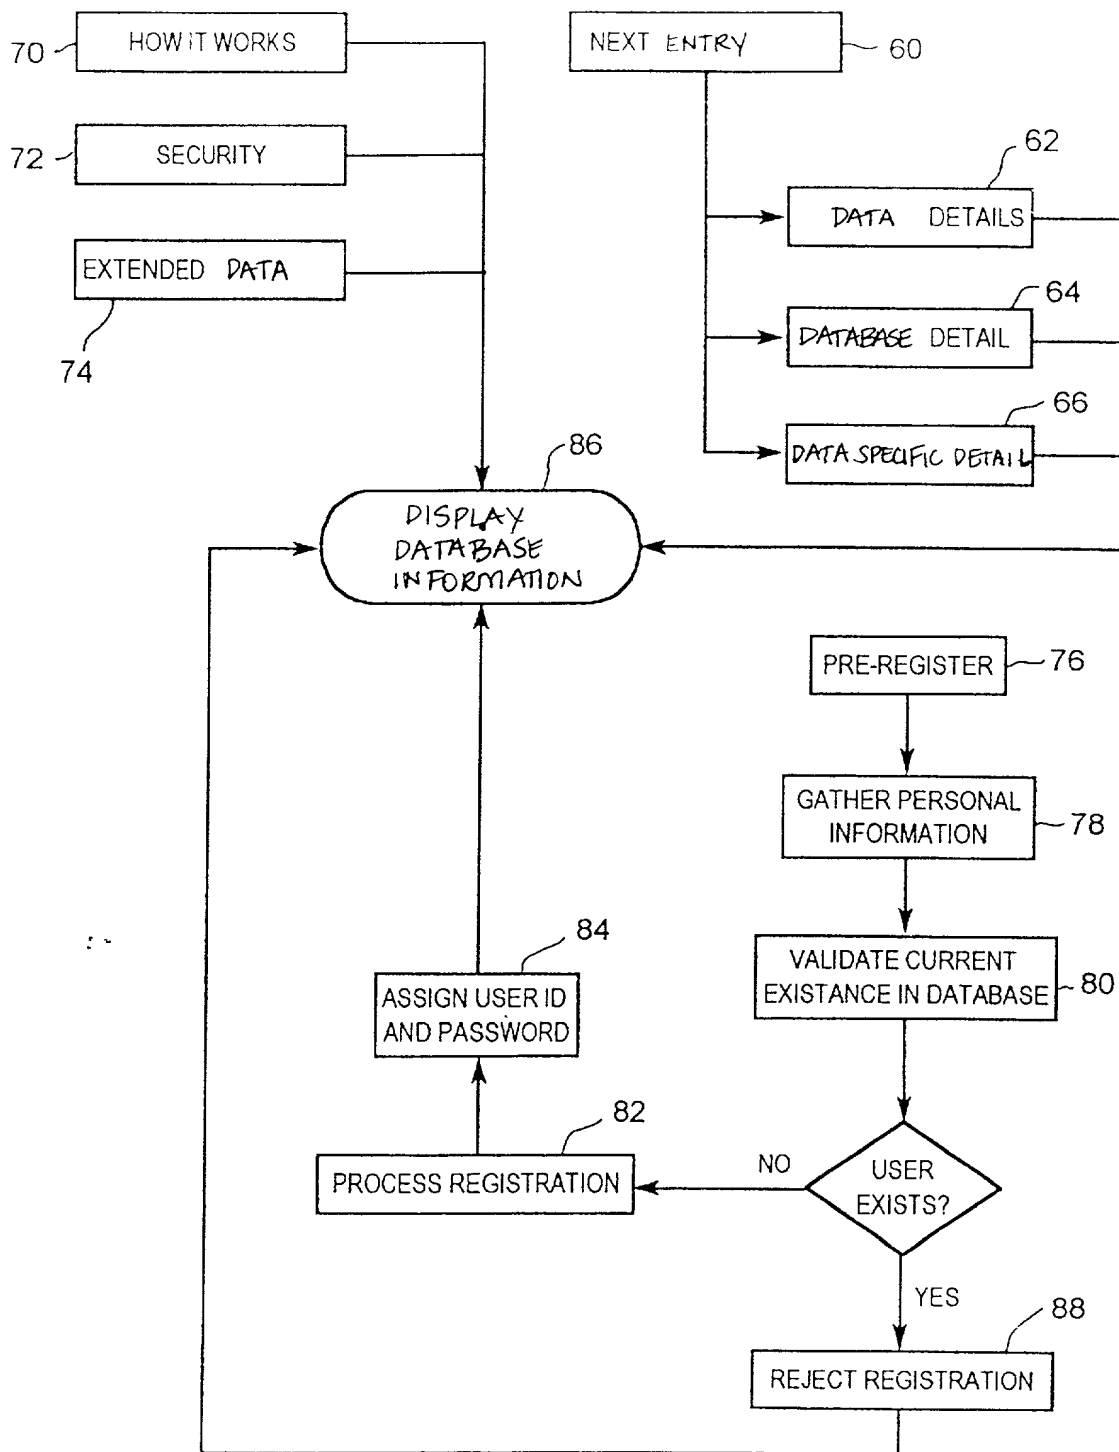 70
HOW IT WORKS
NEXT ENTRY
60
72
SECURITY
62
DATA DETAILS
EXTENDED DATA
74
64
DATABASE DETAIL
66
DATA SPECIFIC DETAIL
86
DISPLAY
DATABASE
INFORMATION
PRE-REGISTER
76
GATHER PERSONAL
INFORMATION
78
84
ASSIGN USER ID
AND PASSWORD
VALIDATE CURRENT
EXISTANCE IN DATABASE
80
82
PROCESS REGISTRATION
NO
USER
EXISTS?
YES
88
REJECT REGISTRATION